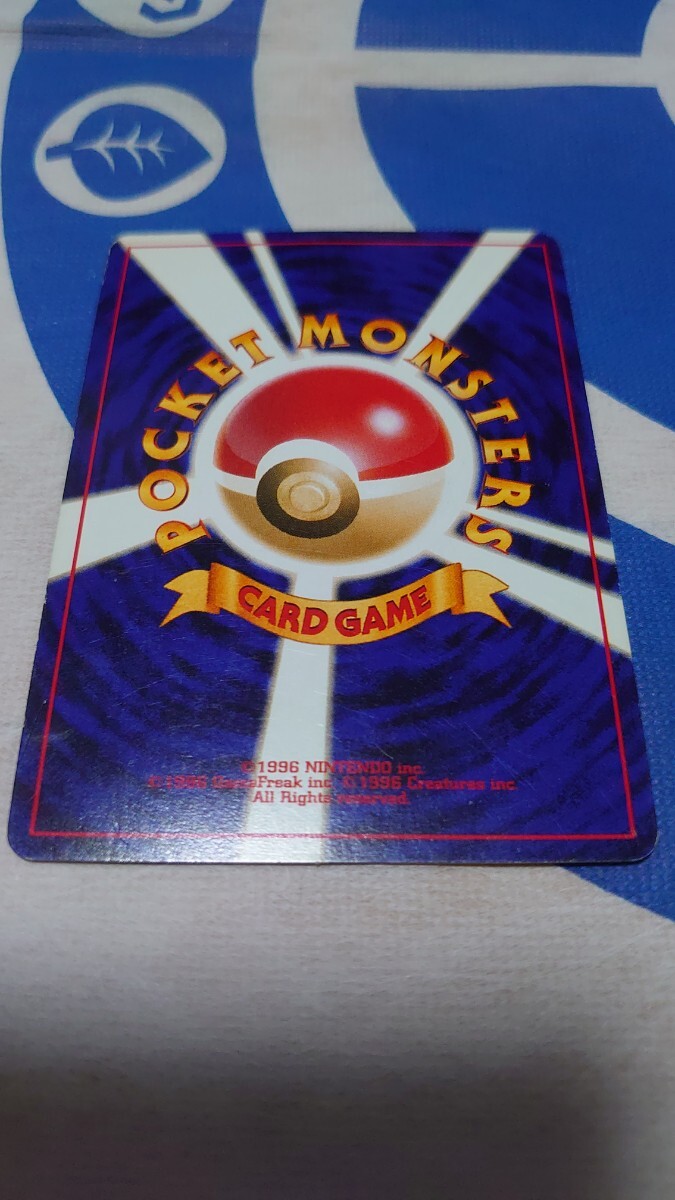 POCKET MONSTERS
CARD GAME
©1996 NINTENDO inc.
©1996 GameFreak inc. ©1996 Creatures inc.
All Rights reserved.